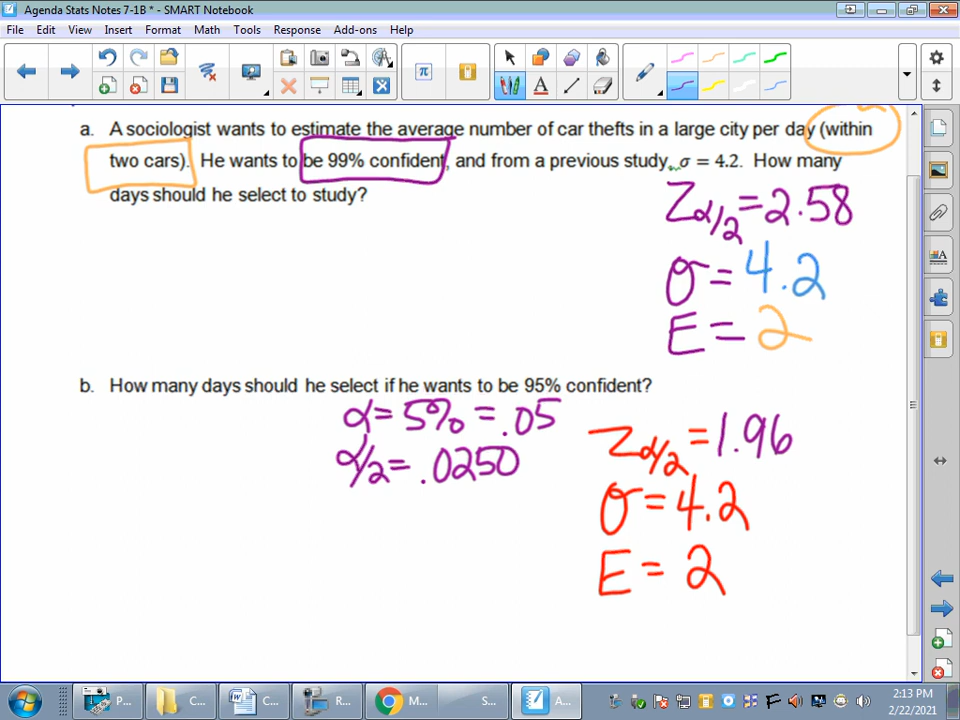 Agenda Stats Notes 7-1B * - SMART Notebook
File Edit View Insert Format Math Tools Response Add-ons Help
π A
a. A sociologist wants to estimate the average number of car thefts in a large city per day (within
two cars). He wants to be 99% confident, and from a previous study, σ = 4.2. How many
days should he select to study?
Zα/2 = 2.58
σ = 4.2
E = 2
b. How many days should he select if he wants to be 95% confident?
α = 5% = .05
α/2 = .0250
Zα/2 = 1.96
σ = 4.2
E = 2
P... C... C... R... M... S... A...
2:13 PM
2/22/2021